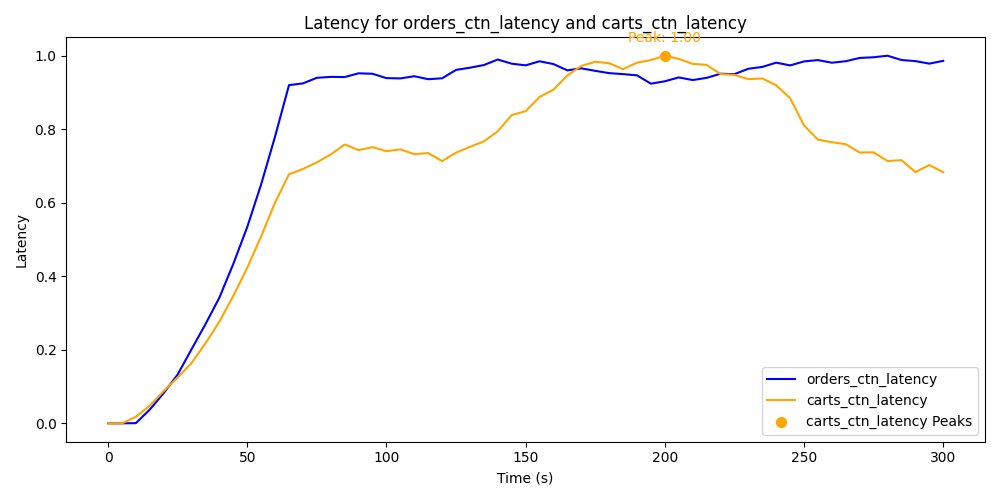 Latency for orders_ctn_latency and carts_ctn_latency
Peak: 1.00
1.0
0.8
0.6
0.4
0.2
0.0
Latency
0 50 100 150 200 250 300
Time (s)
orders_ctn_latency
carts_ctn_latency
carts_ctn_latency Peaks